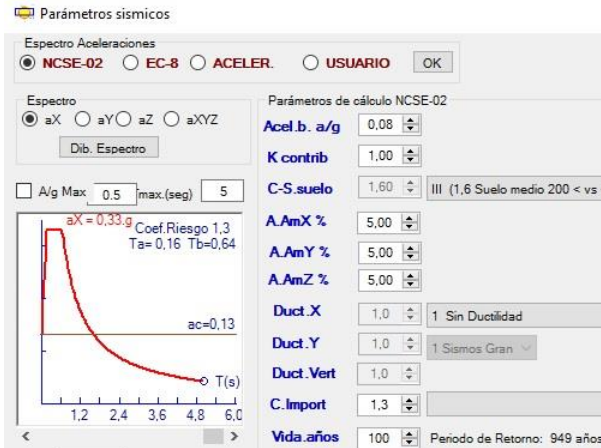 Parámetros sismicos
Espectro Aceleraciones
NCSE-02 EC-8 ACELER. USUARIO OK
Espectro
aX aY aZ aXYZ
Dib. Espectro
A/g Max 0.5 Tmax.(seg) 5
aX = 0,33.g
Coef.Riesgo 1,3
Ta= 0,16 Tb=0,64
ac=0,13
T(s)
1,2 2,4 3,6 4,8 6,0
Parámetros de cálculo NCSE-02
Acel.b. a/g 0,08
K contrib 1,00
C-S.suelo 1,60 III (1,6 Suelo medio 200 < vs
A.AmX % 5,00
A.AmY % 5,00
A.AmZ % 5,00
Duct.X 1,0 1 Sin Ductilidad
Duct.Y 1,0 1 Sismos Gran
Duct.Vert 1,0
C.Import 1,3
Vida.años 100 Periodo de Retorno: 949 años